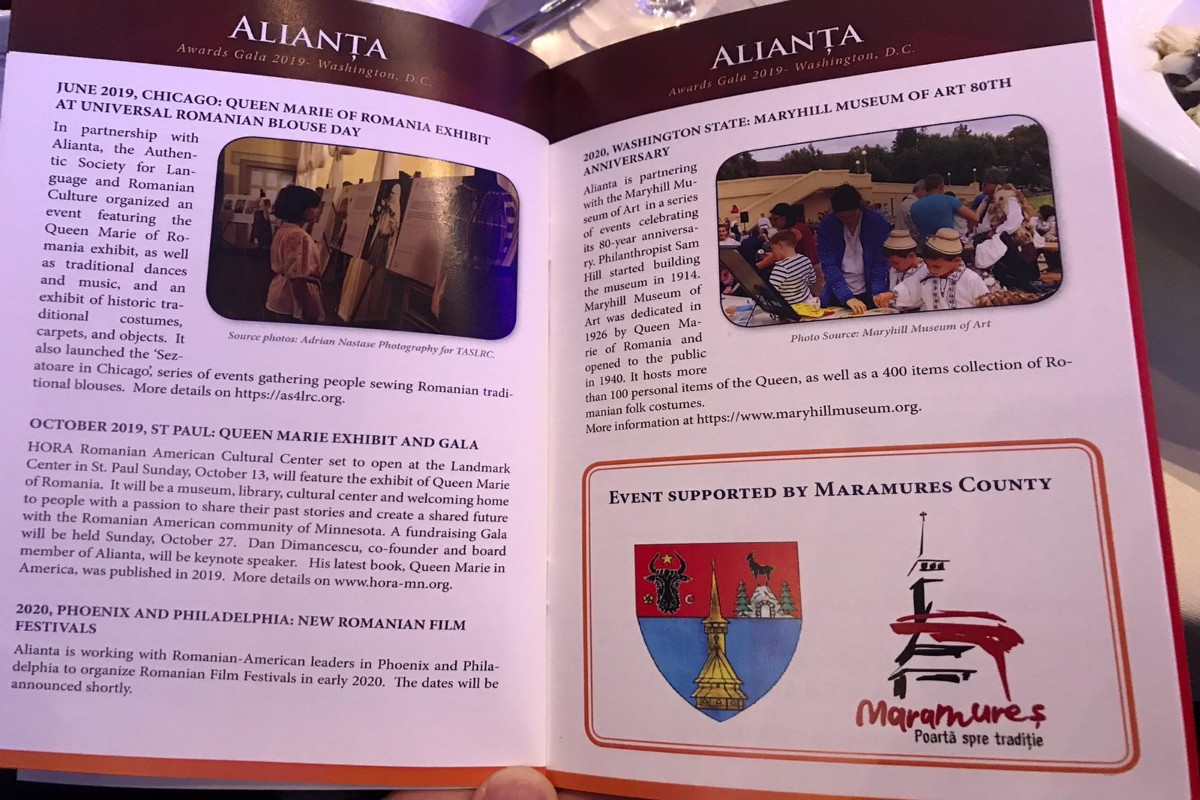 ALIANȚA
Awards Gala 2019- Washington, D.C.
JUNE 2019, CHICAGO: QUEEN MARIE OF ROMANIA EXHIBIT
AT UNIVERSAL ROMANIAN BLOUSE DAY
In partnership with
Alianta, the Authen-
tic Society for Lan-
guage and Romanian
Culture organized an
event featuring the
Queen Marie of Ro-
mania exhibit, as well
as traditional dances
and music, and an
exhibit of historic tra-
ditional costumes,
carpets, and objects. It
also launched the 'Sez-
atoare in Chicago', series of events gathering people sewing Romanian tradi-
tional blouses. More details on https://as4lrc.org.
Source photos: Adrian Nastase Photography for TASLRC.
OCTOBER 2019, ST PAUL: QUEEN MARIE EXHIBIT AND GALA
HORA Romanian American Cultural Center set to open at the Landmark
Center in St. Paul Sunday, October 13, will feature the exhibit of Queen Marie
of Romania. It will be a museum, library, cultural center and welcoming home
to people with a passion to share their past stories and create a shared future
with the Romanian American community of Minnesota. A fundraising Gala
will be held Sunday, October 27. Dan Dimancescu, co-founder and board
member of Alianta, will be keynote speaker. His latest book, Queen Marie in
America, was published in 2019. More details on www.hora-mn.org.
2020, PHOENIX AND PHILADELPHIA: NEW ROMANIAN FILM
FESTIVALS
Alianta is working with Romanian-American leaders in Phoenix and Phila-
delphia to organize Romanian Film Festivals in early 2020. The dates will be
announced shortly.
ALIANȚA
Awards Gala 2019- Washington, D.C.
2020, WASHINGTON STATE: MARYHILL MUSEUM OF ART 80TH
ANNIVERSARY
Alianta is partnering
with the Maryhill Mu-
seum of Art in a series
of events celebrating
its 80-year anniversa-
ry. Philanthropist Sam
Hill started building
the museum in 1914.
Maryhill Museum of
Art was dedicated in
1926 by Queen Ma-
rie of Romania and
opened to the public
in 1940. It hosts more
than 100 personal items of the Queen, as well as a 400 items collection of Ro-
manian folk costumes.
More information at https://www.maryhillmuseum.org.
Photo Source: Maryhill Museum of Art
EVENT SUPPORTED BY MARAMURES COUNTY
Maramureș
Poartă spre tradiție